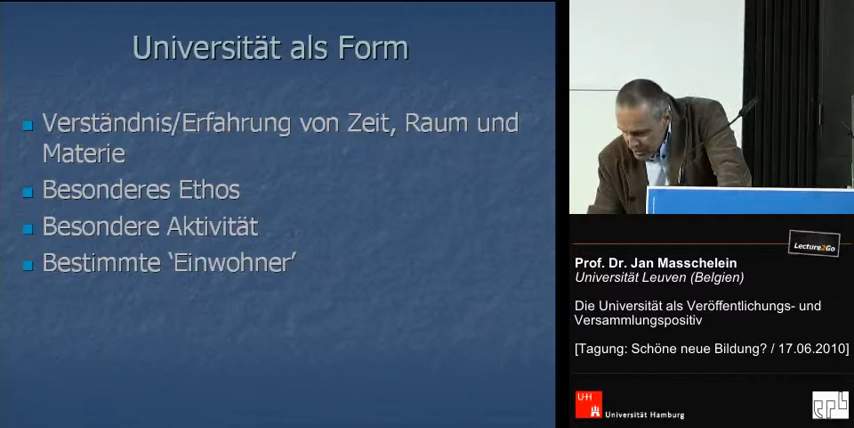 Universität als Form
Verständnis/Erfahrung von Zeit, Raum und
Materie
Besonderes Ethos
Besondere Aktivität
Bestimmte ‘Einwohner’
Lecture2Go
Prof. Dr. Jan Masschelein
Universität Leuven (Belgien)
Die Universität als Veröffentlichungs- und
Versammlungspositiv
[Tagung: Schöne neue Bildung? / 17.06.2010]
UHH
Universität Hamburg
epb